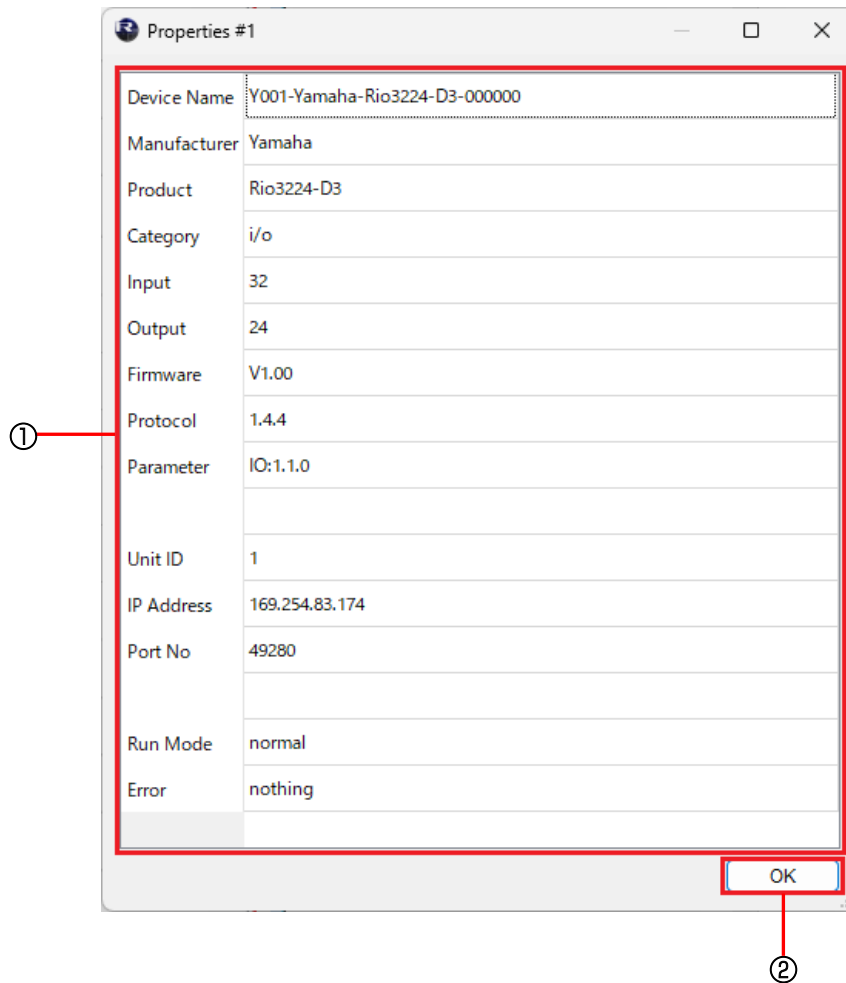 Properties #1
Device Name Y001-Yamaha-Rio3224-D3-000000
Manufacturer Yamaha
Product Rio3224-D3
Category i/o
Input 32
Output 24
Firmware V1.00
Protocol 1.4.4
Parameter IO:1.1.0
Unit ID 1
IP Address 169.254.83.174
Port No 49280
Run Mode normal
Error nothing
①
OK
②